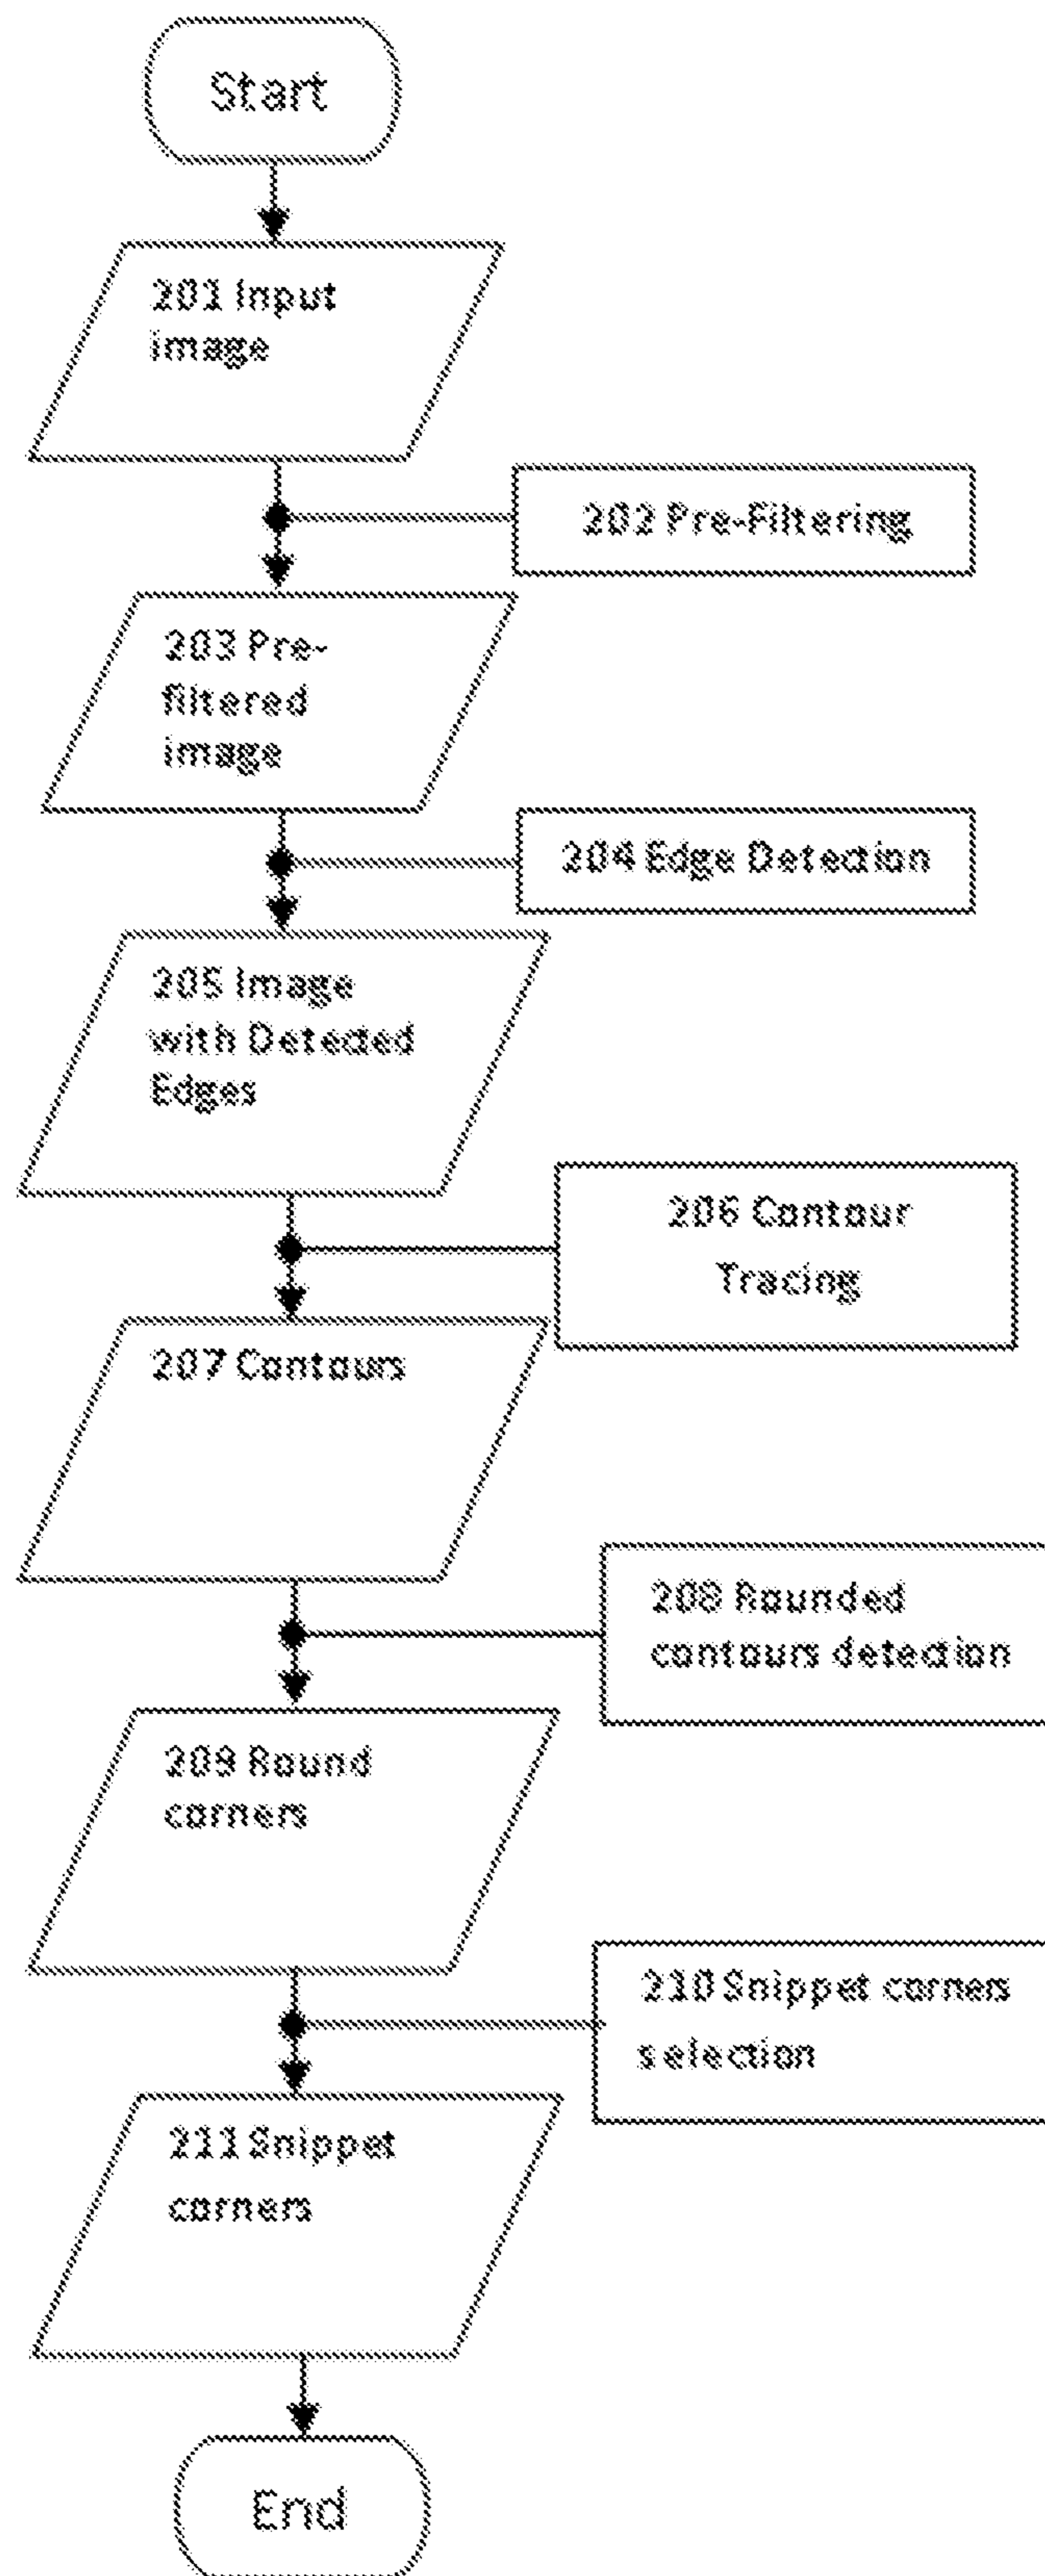 Start
201 Input
image
202 Pre-Filtering
203 Pre-
filtered
image
204 Edge Detection
205 Image
with Detected
Edges
206 Contour
Tracing
207 Contours
208 Rounded
contours detection
209 Round
corners
210 Snippet corners
selection
211 Snippet
corners
End